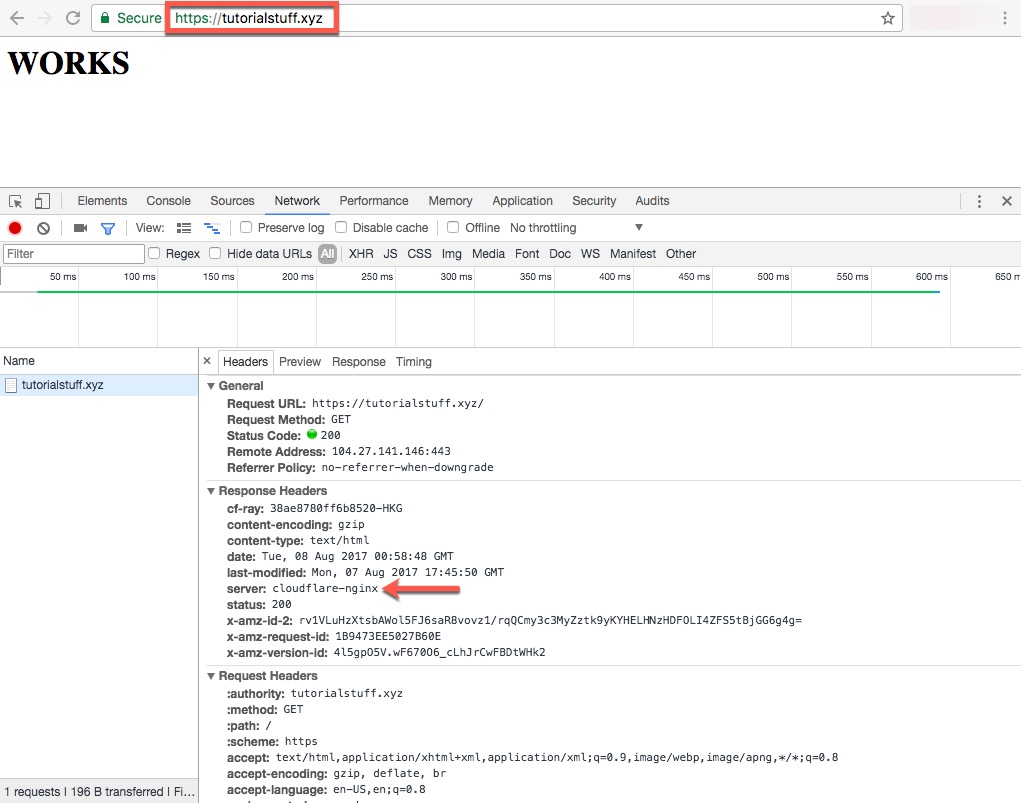 Secure https://tutorialstuff.xyz
WORKS
Elements Console Sources Network Performance Memory Application Security Audits
View: Preserve log Disable cache Offline No throttling
Filter Regex Hide data URLs All XHR JS CSS Img Media Font Doc WS Manifest Other
50 ms 100 ms 150 ms 200 ms 250 ms 300 ms 350 ms 400 ms 450 ms 500 ms 550 ms 600 ms 650 m
Name
Headers Preview Response Timing
tutorialstuff.xyz
General
Request URL: https://tutorialstuff.xyz/
Request Method: GET
Status Code: 200
Remote Address: 104.27.141.146:443
Referrer Policy: no-referrer-when-downgrade
Response Headers
cf-ray: 38ae8780ff6b8520-HKG
content-encoding: gzip
content-type: text/html
date: Tue, 08 Aug 2017 00:58:48 GMT
last-modified: Mon, 07 Aug 2017 17:45:50 GMT
server: cloudflare-nginx
status: 200
x-amz-id-2: rv1VLuHzXtsbAWol5FJ6saR8vovz1/rqQCmy3c3MyZztk9yKYHELHNzHDFOLI4ZFS5tBjGG6g4g=
x-amz-request-id: 1B9473EE5027B60E
x-amz-version-id: 4l5gpO5V.wF670O6_cLhJrCwFBDtWHk2
Request Headers
:authority: tutorialstuff.xyz
:method: GET
:path: /
:scheme: https
accept: text/html,application/xhtml+xml,application/xml;q=0.9,image/webp,image/apng,*/*;q=0.8
accept-encoding: gzip, deflate, br
accept-language: en-US,en;q=0.8
1 requests | 196 B transferred | Fi...